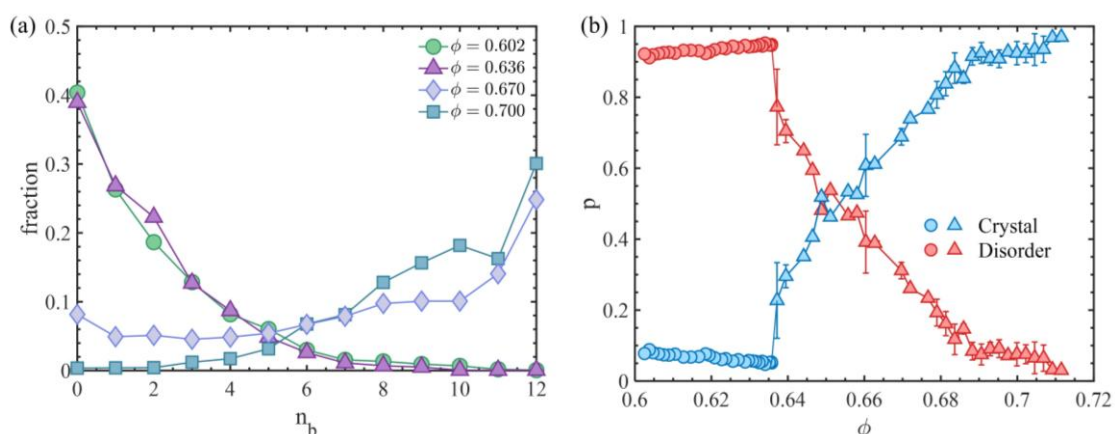 (a)
0.5
0.4
0.3
0.2
0.1
0
fraction
ϕ = 0.602
ϕ = 0.636
ϕ = 0.670
ϕ = 0.700
0 2 4 6 8 10 12
n_b
(b)
1
0.8
0.6
0.4
0.2
0
p
Crystal
Disorder
0.6 0.62 0.64 0.66 0.68 0.7 0.72
ϕ